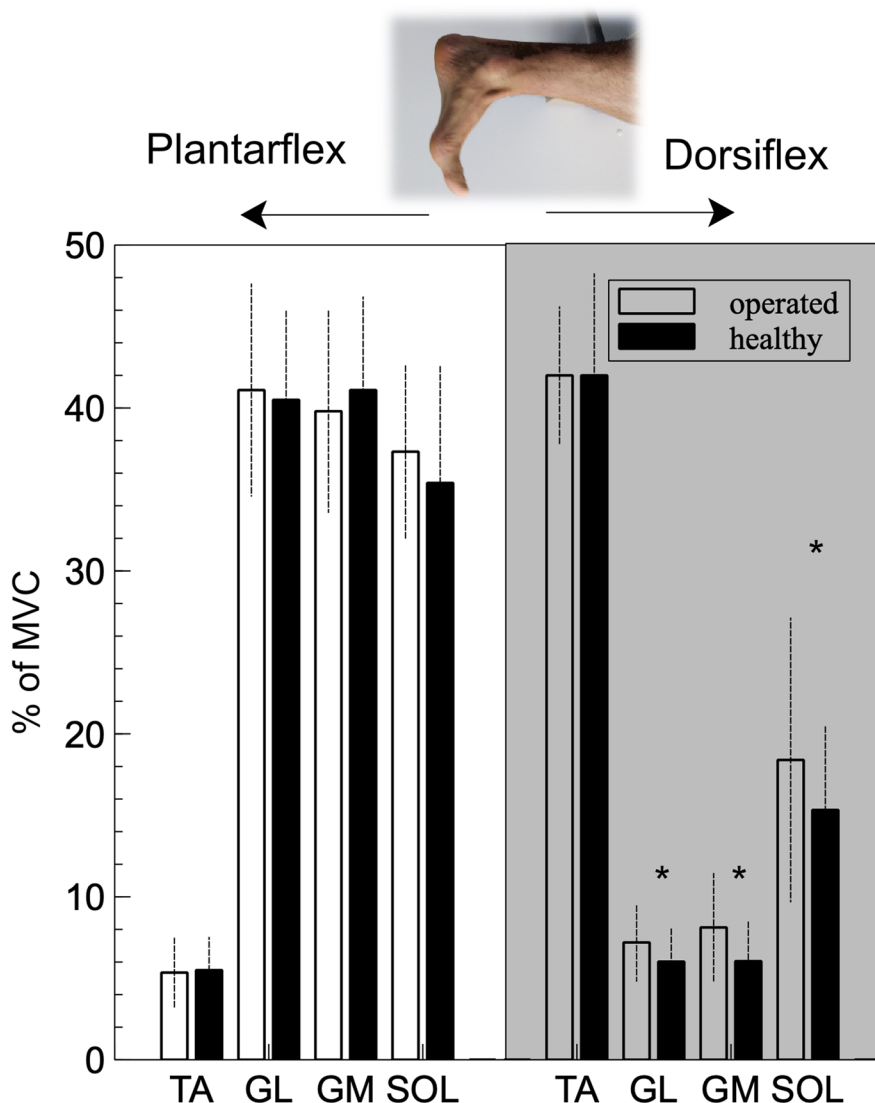 Plantarflex
Dorsiflex
50
40
30
20
10
0
% of MVC
operated
healthy
*
*
*
TA GL GM SOL
TA GL GM SOL